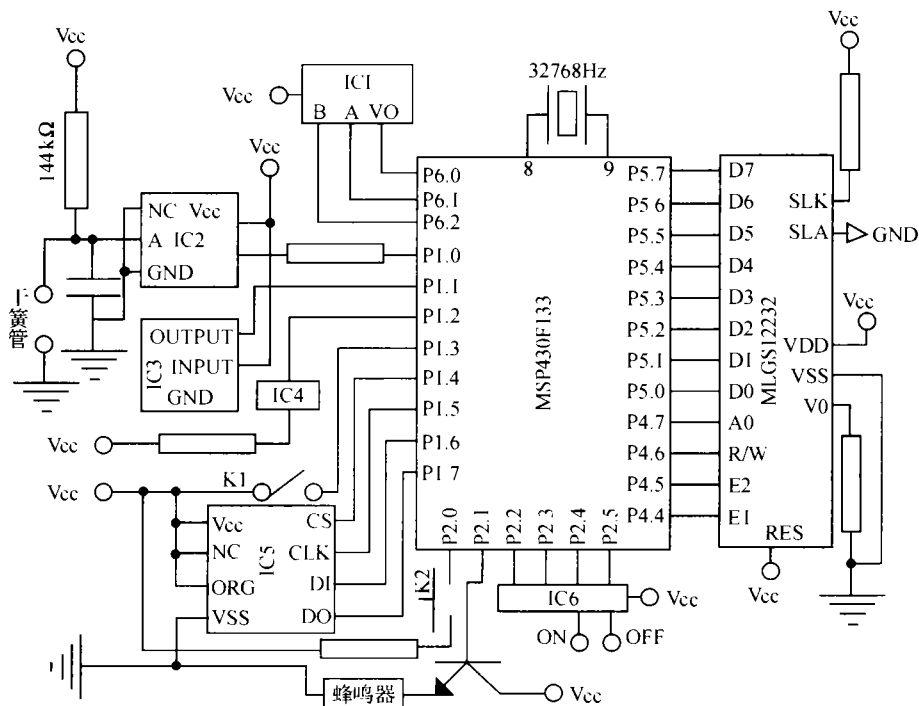 Vcc
144kΩ
NC Vcc
A IC2
GND
干簧管
OUTPUT
INPUT
IC3
GND
Vcc
Vcc
IC1
B A VO
Vcc
IC4
Vcc
K1
Vcc
NC
ORG
VSS
IC5
CS
CLK
DI
DO
K2
蜂鸣器
Vcc
32768Hz
8 9
P6.0
P6.1
P6.2
P1.0
P1.1
P1.2
P1.3
P1.4
P1.5
P1.6
P1.7
MSP430F133
P2.0
P2.1
P2.2
P2.3
P2.4
P2.5
P5.7
P5.6
P5.5
P5.4
P5.3
P5.2
P5.1
P5.0
P4.7
P4.6
P4.5
P4.4
IC6
Vcc
ON OFF
D7
D6
D5
D4
D3
D2
D1
D0
A0
R/W
E2
E1
MLGS12232
RES
Vcc
Vcc
SLK
SLA
GND
Vcc
VDD
VSS
V0